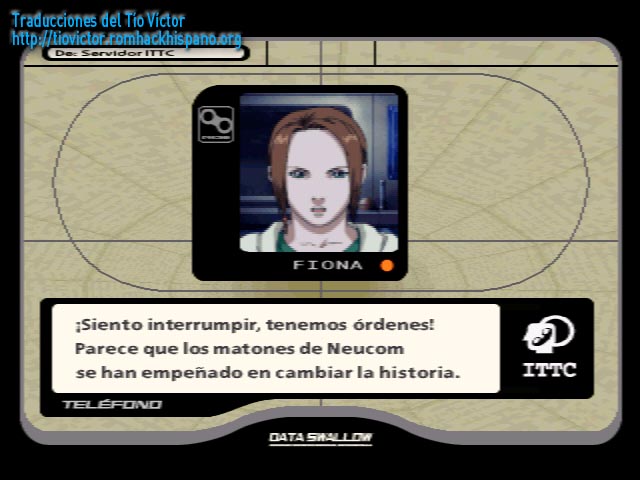 Traducciones del Tio Victor
http://tiovictor.romhackhispano.org
De: Servidor ITTC
FIONA
¡Siento interrumpir, tenemos órdenes!
Parece que los matones de Neucom
se han empeñado en cambiar la historia.
ITTC
TELÉFONO
DATA SWALLOW